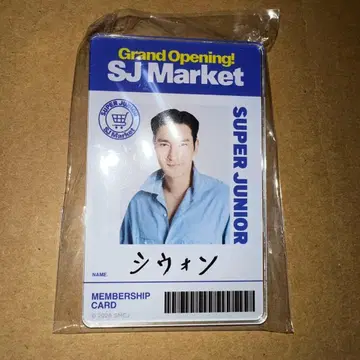 Grand Opening!
SJ Market
SUPER JUNIOR
SJ Market
SUPER JUNIOR
NAME.
シウォン
MEMBERSHIP
CARD